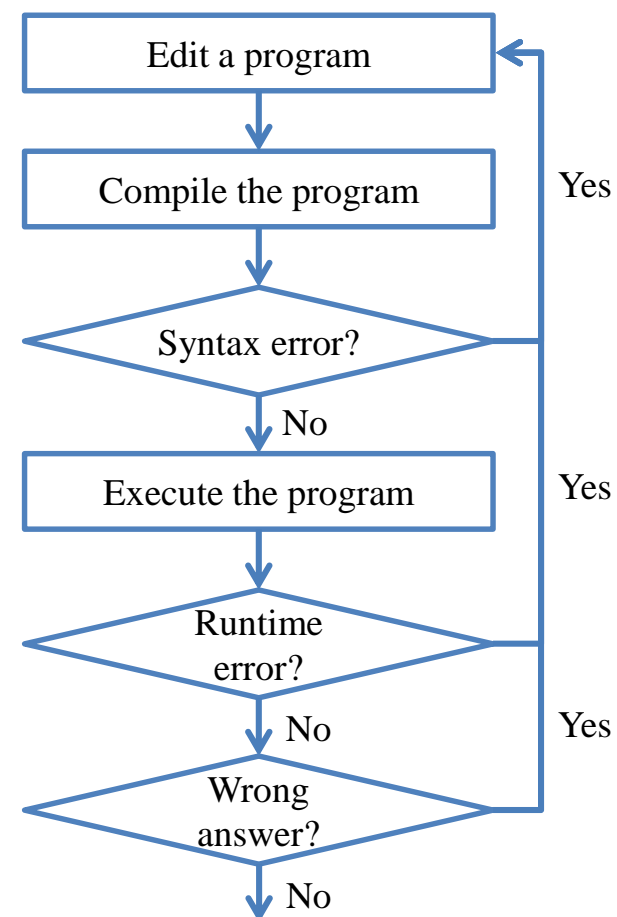 Edit a program
Compile the program
Yes
Syntax error?
No
Execute the program
Yes
Runtime
error?
No
Yes
Wrong
answer?
No